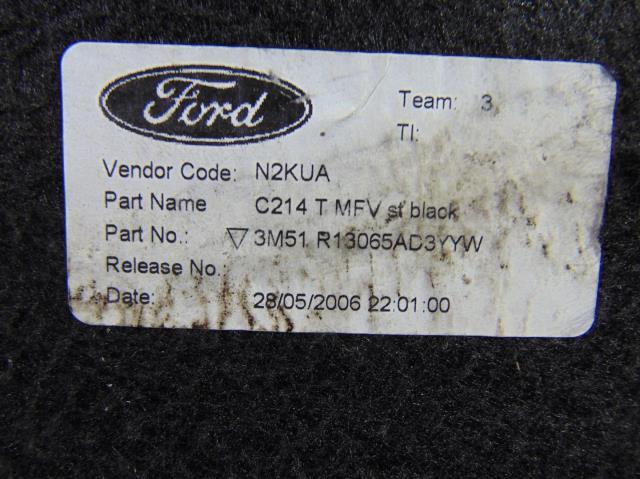 Ford
Team: 3
TI:
Vendor Code: N2KUA
Part Name C214 T MFV st black
Part No.: ▽3M51 R13065AD3YYW
Release No.:
Date: 28/05/2006 22:01:00